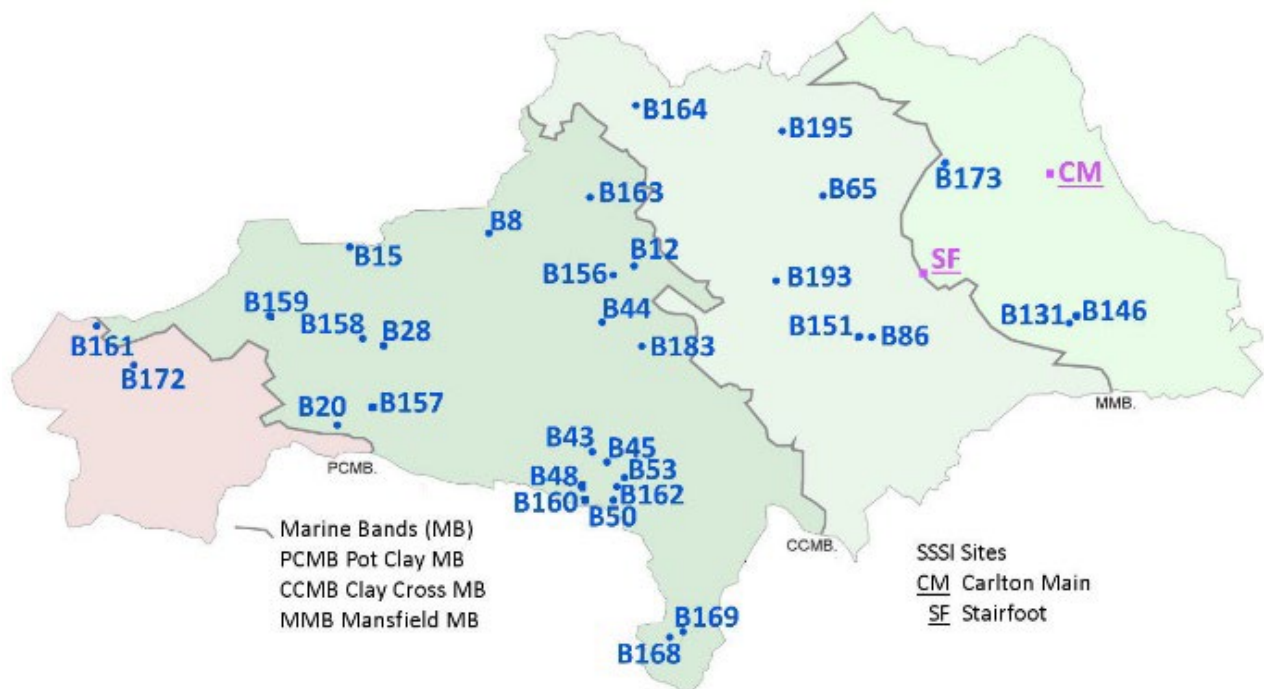 B164
B195
B173
CM
B163
B65
B8
B12
B15
B156
SF
B193
B159
B44
B158
B28
B183
B151
B86
B131
B146
B161
B172
B20
B157
MMB.
B43
B45
PCMB.
B48
B53
B160
B162
B50
Marine Bands (MB)
PCMB Pot Clay MB
CCMB Clay Cross MB
MMB Mansfield MB
CCMB.
SSSI Sites
CM Carlton Main
SF Stairfoot
B169
B168